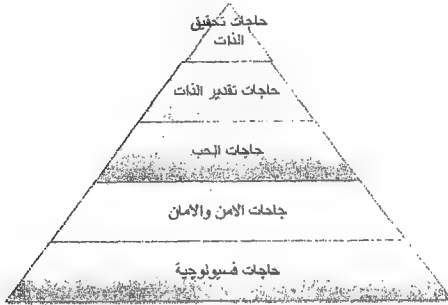 حاجات تحقيق
الذات
حاجات تقدير الذات
حاجات الحب
حاجات الامن والامان
حاجات فسيولوجية